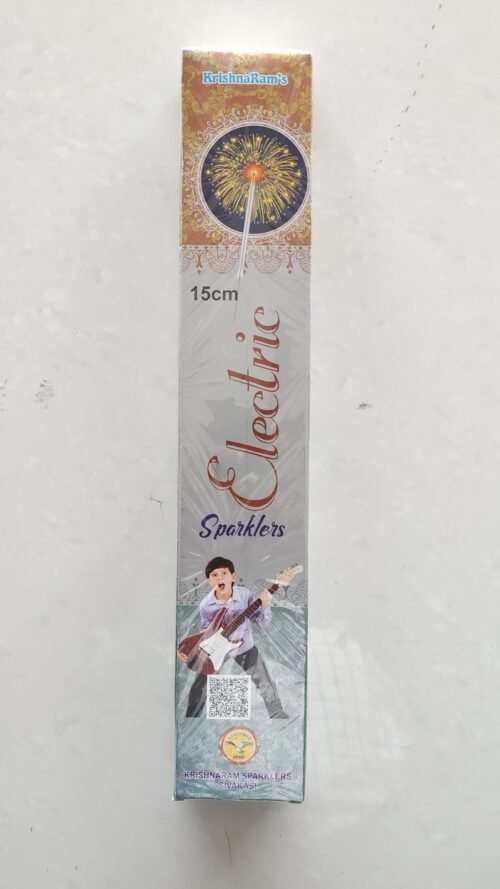 KrishnaRam's
15cm
Electric
Sparklers
KRISHNARAM SPARKLERS
SIVAKASI